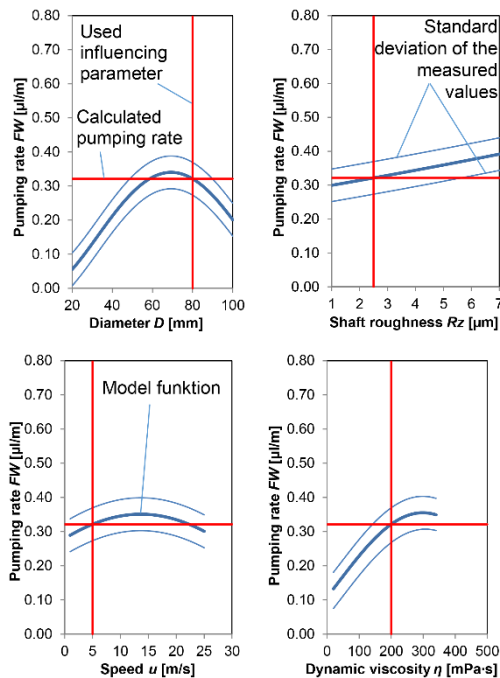 0.80
0.70
0.60
0.50
0.40
0.30
0.20
0.10
0.00
Pumping rate FW [µl/m]
Used
influencing
parameter
Calculated
pumping rate
20 40 60 80 100
Diameter D [mm]
0.80
0.70
0.60
0.50
0.40
0.30
0.20
0.10
0.00
Pumping rate FW [µl/m]
Standard
deviation of the
measured
values
1 2 3 4 5 6 7
Shaft roughness Rz [µm]
0.80
0.70
0.60
0.50
0.40
0.30
0.20
0.10
0.00
Pumping rate FW [µl/m]
Model funktion
0 5 10 15 20 25 30
Speed u [m/s]
0.80
0.70
0.60
0.50
0.40
0.30
0.20
0.10
0.00
Pumping rate FW [µl/m]
0 100 200 300 400 500
Dynamic viscosity η [mPa·s]